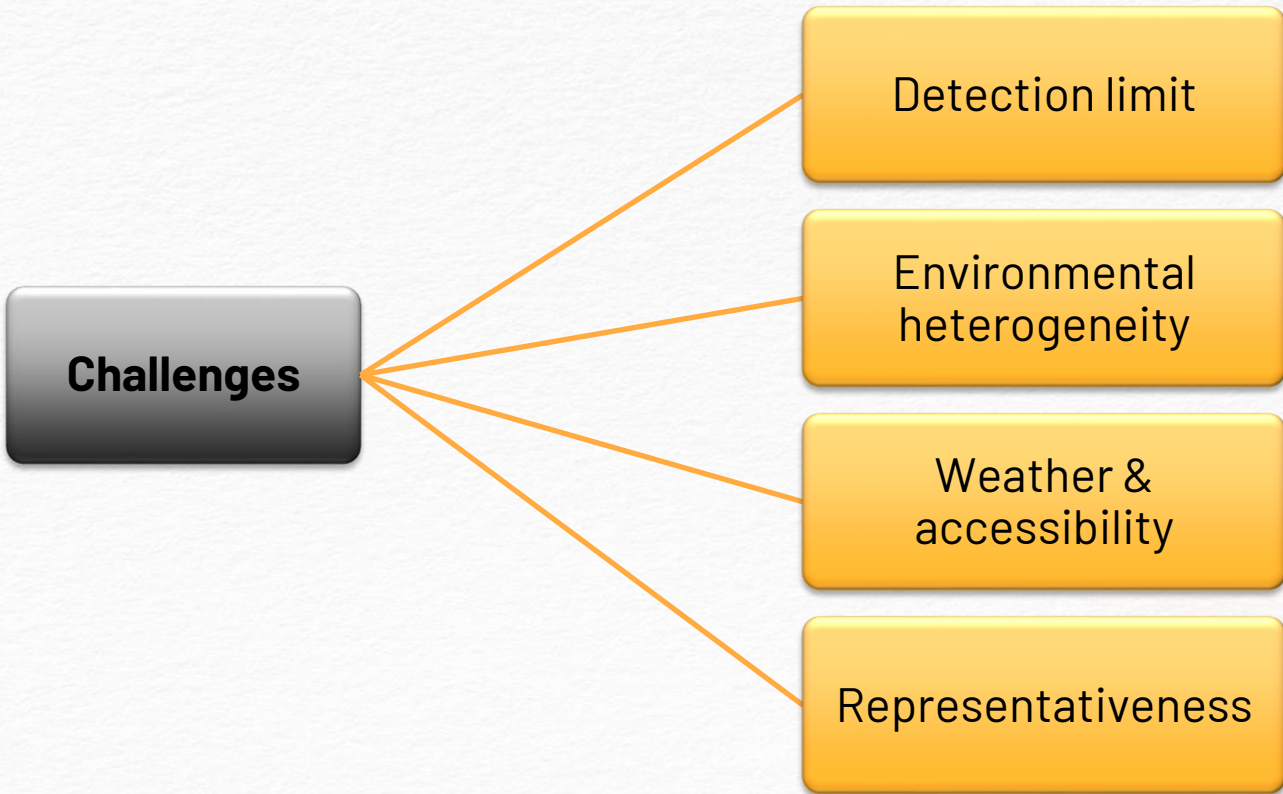 Challenges
Detection limit
Environmental
heterogeneity
Weather &
accessibility
Representativeness